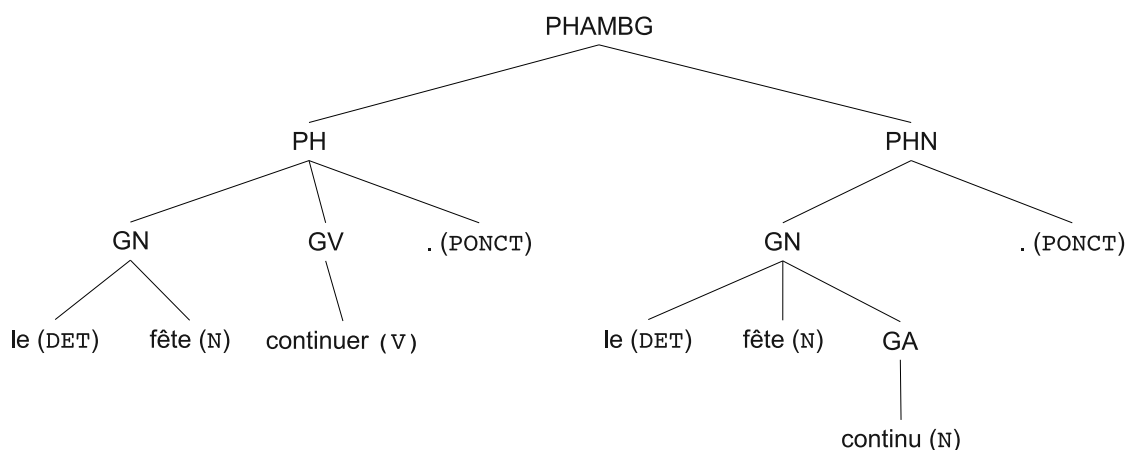 PHAMBG
PH PHN
GN GV . (PONCT) GN . (PONCT)
le (DET) fête (N) continuer (V) le (DET) fête (N) GA
continu (N)